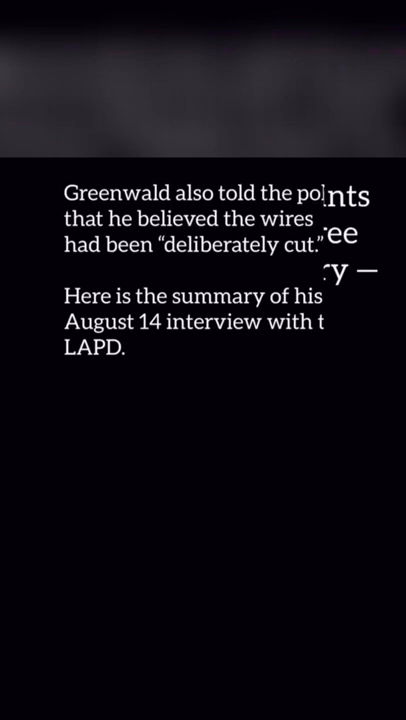 Greenwald also told the
that he believed the wires
had been “deliberately cut.”
Here is the summary of his
August 14 interview with
LAPD.